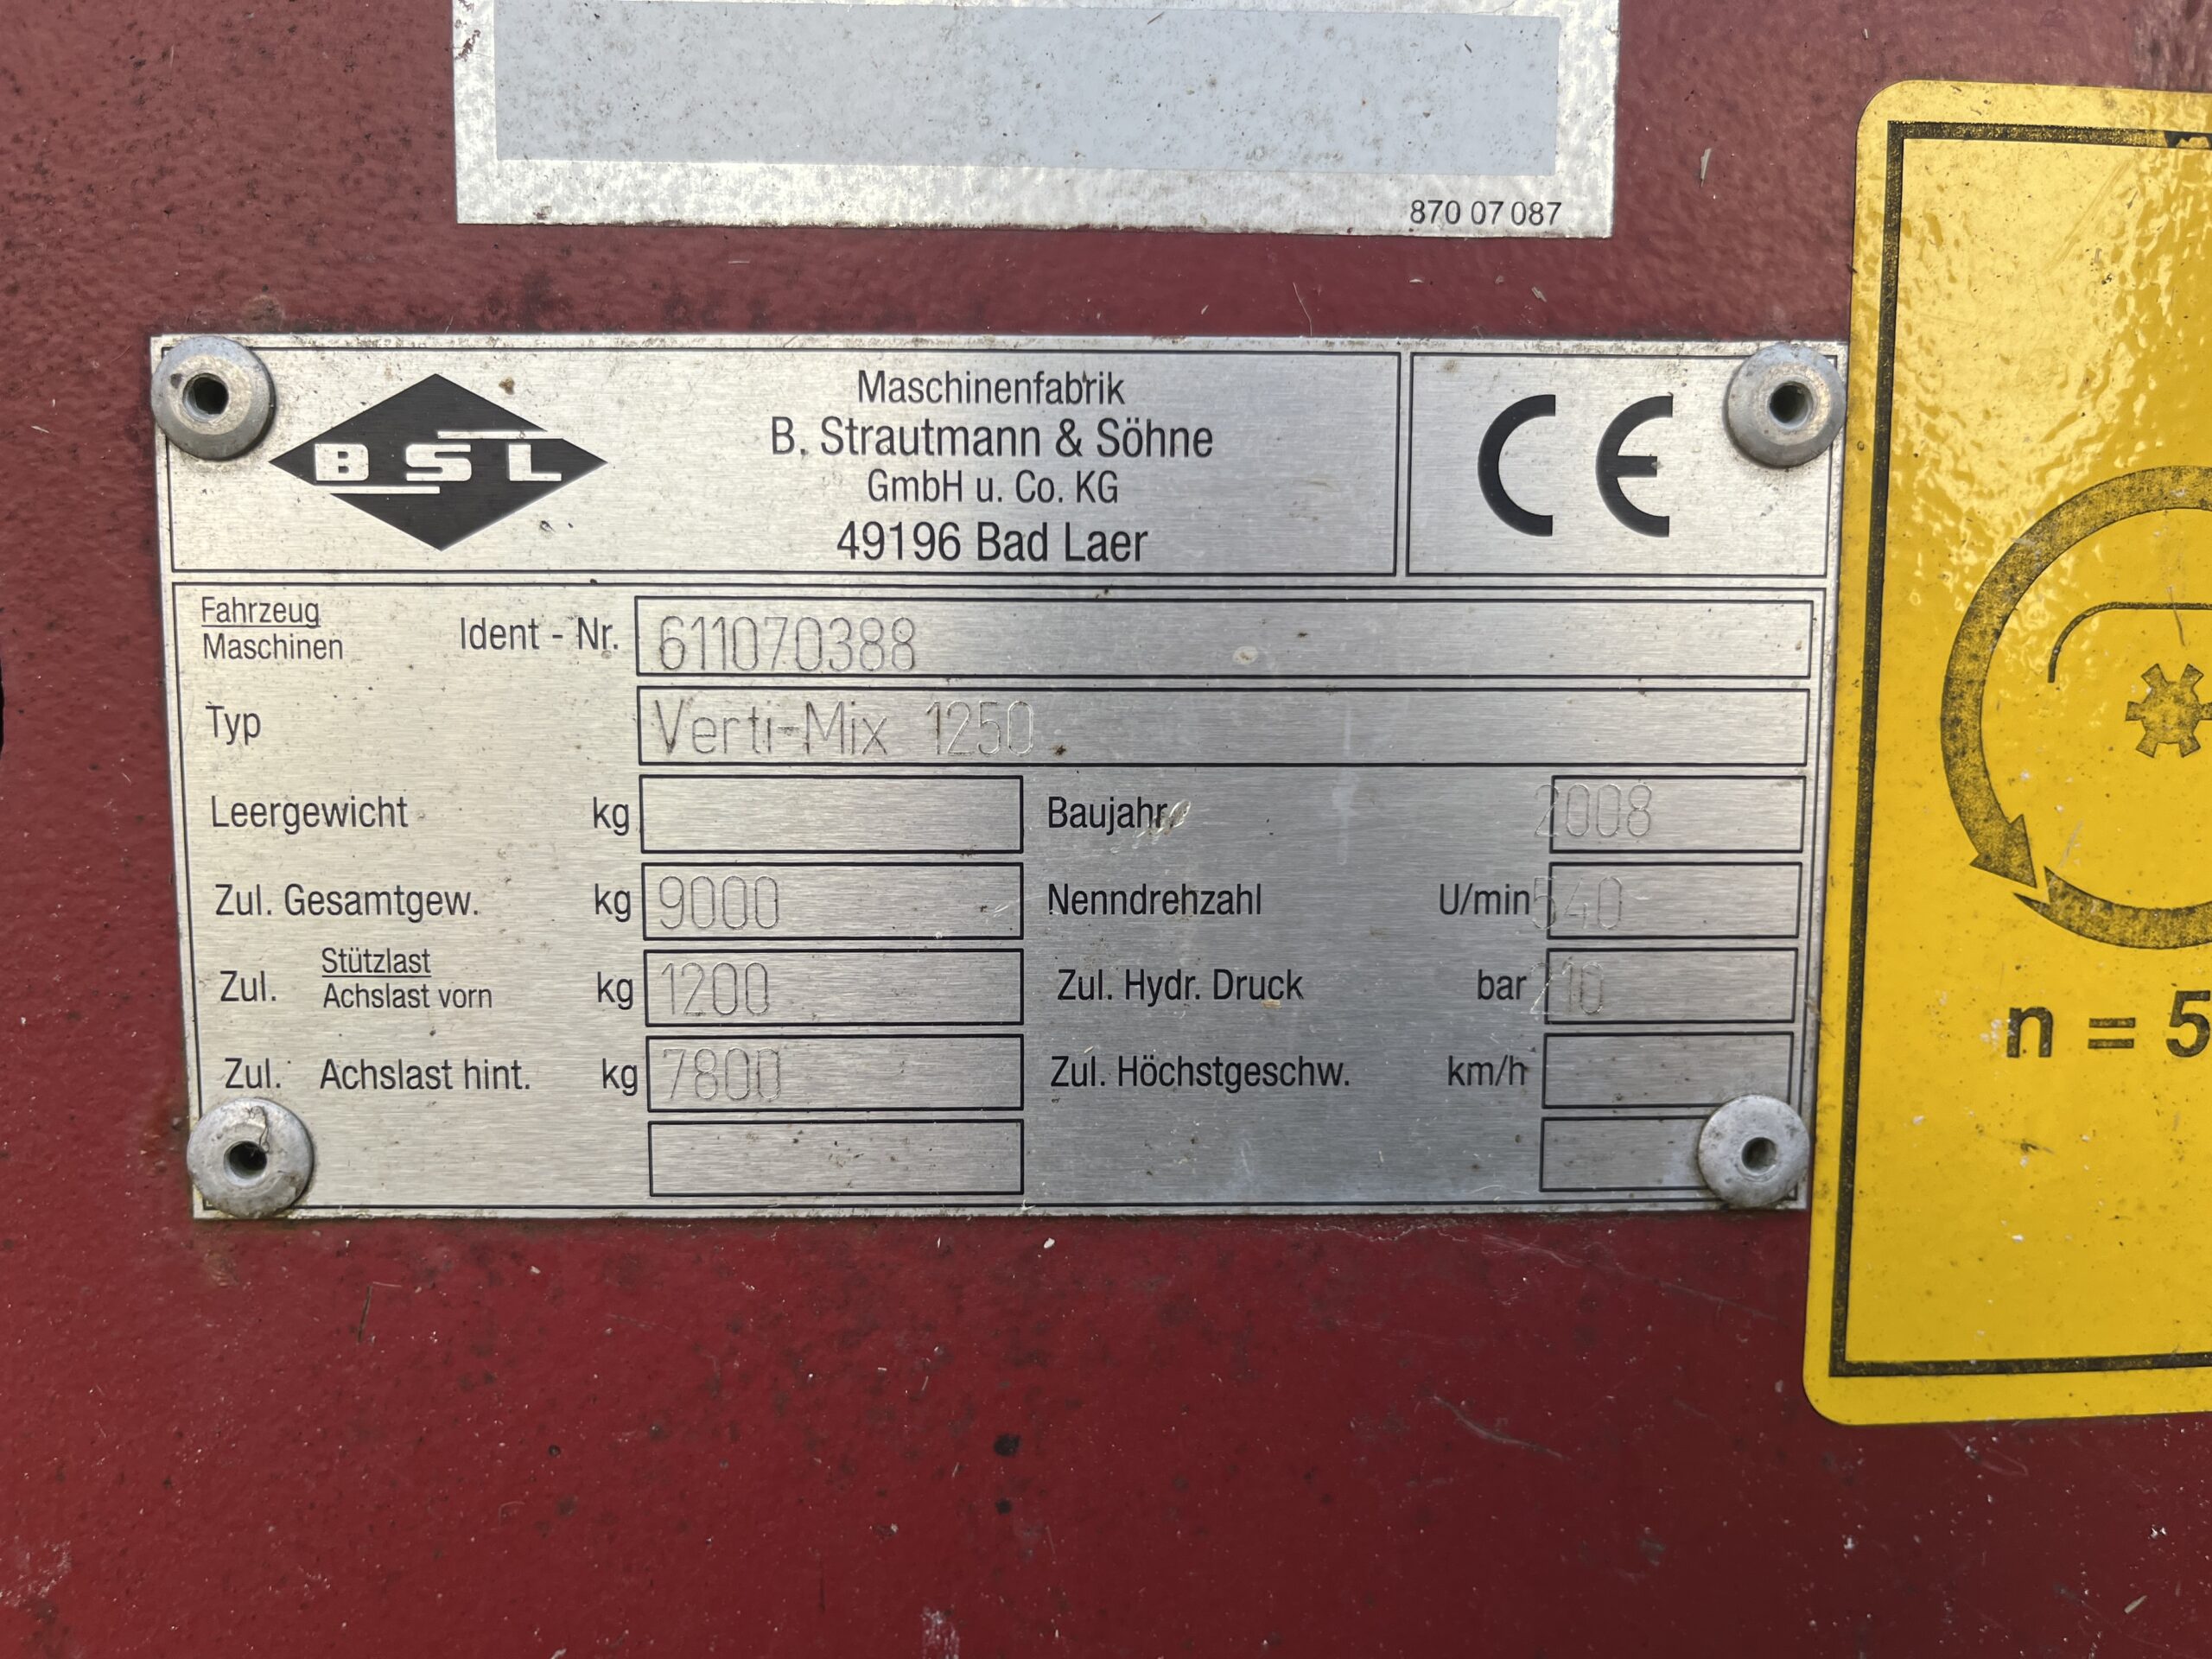 870 07 087
BSL
Maschinenfabrik
B. Strautmann & Söhne
GmbH u. Co. KG
49196 Bad Laer
CE
Fahrzeug
Maschinen Ident - Nr. 611070388
Typ Verti-Mix 1250
Leergewicht kg Baujahr 2008
Zul. Gesamtgew. kg 9000 Nenndrehzahl U/min 540
Zul. Stützlast
Achslast vorn kg 1200 Zul. Hydr. Druck bar 210
Zul. Achslast hint. kg 7800 Zul. Höchstgeschw. km/h
n = 5